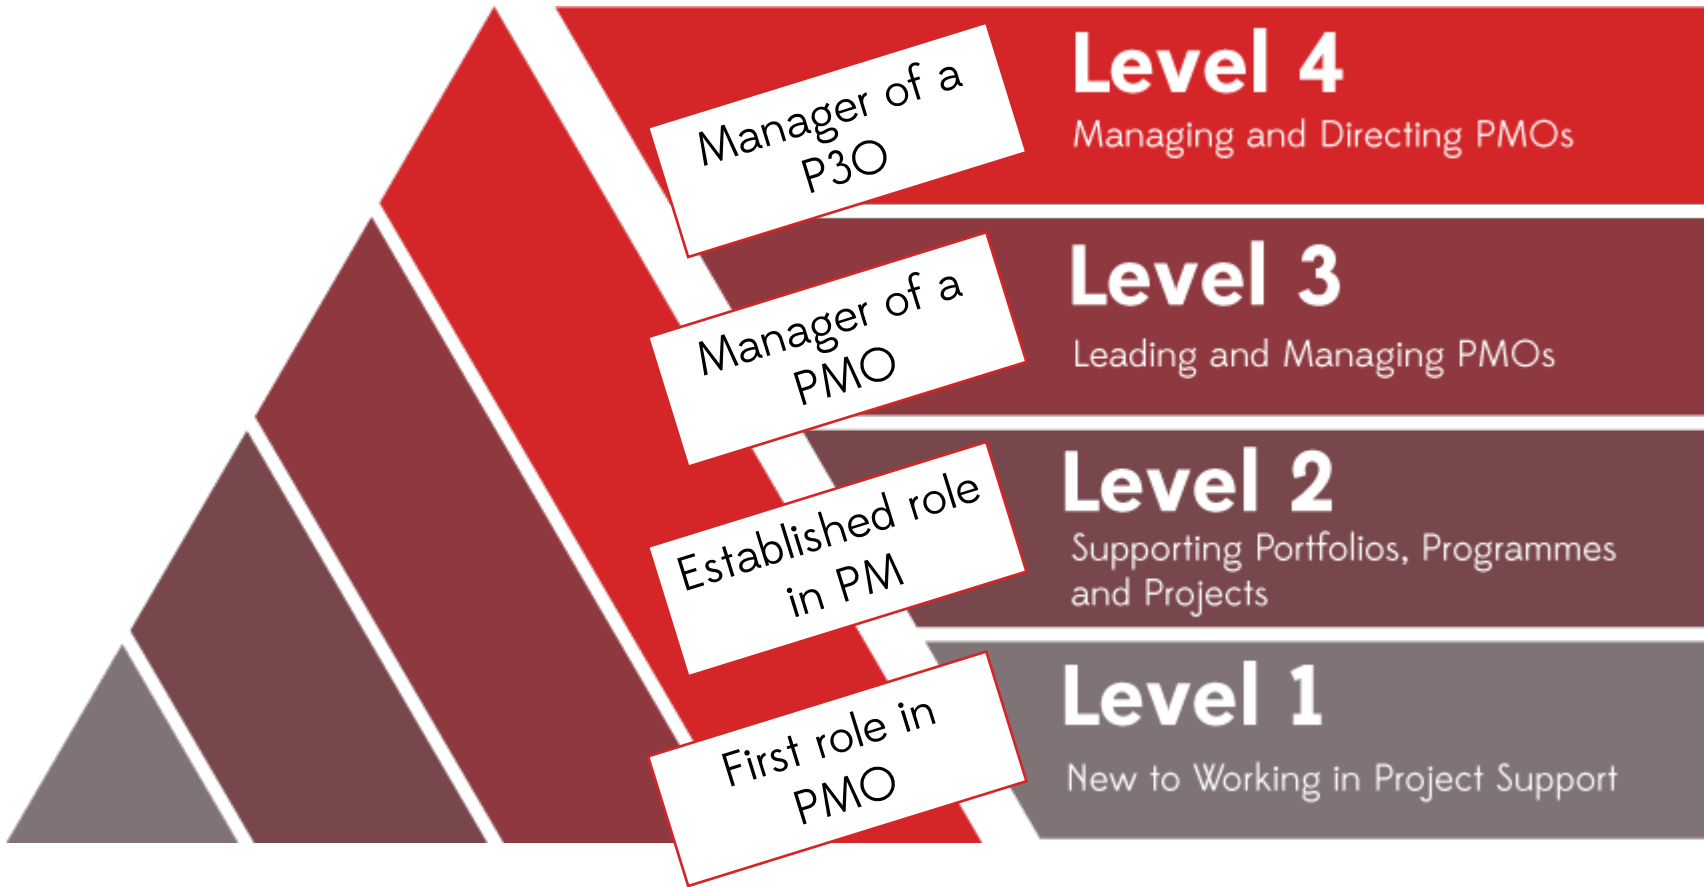 Manager of a
P3O
Level 4
Managing and Directing PMOs
Manager of a
PMO
Level 3
Leading and Managing PMOs
Established role
in PM
Level 2
Supporting Portfolios, Programmes
and Projects
First role in
PMO
Level 1
New to Working in Project Support